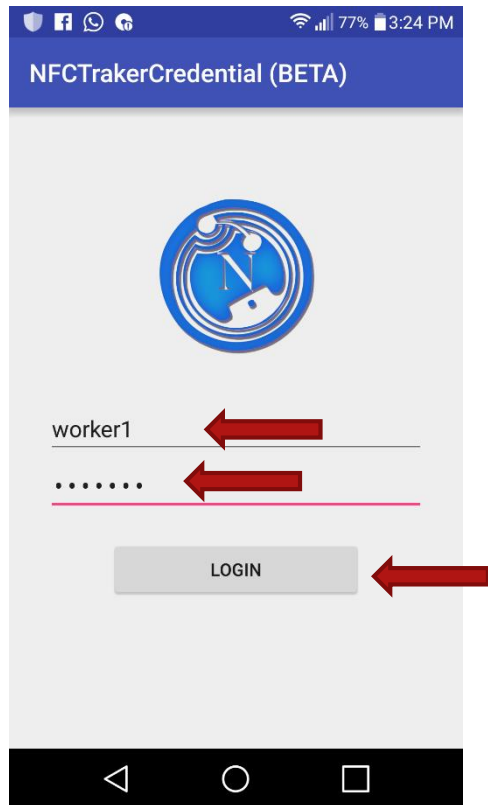 77% 3:24 PM
NFCTrakerCredential (BETA)
N
worker1
•••••••
LOGIN